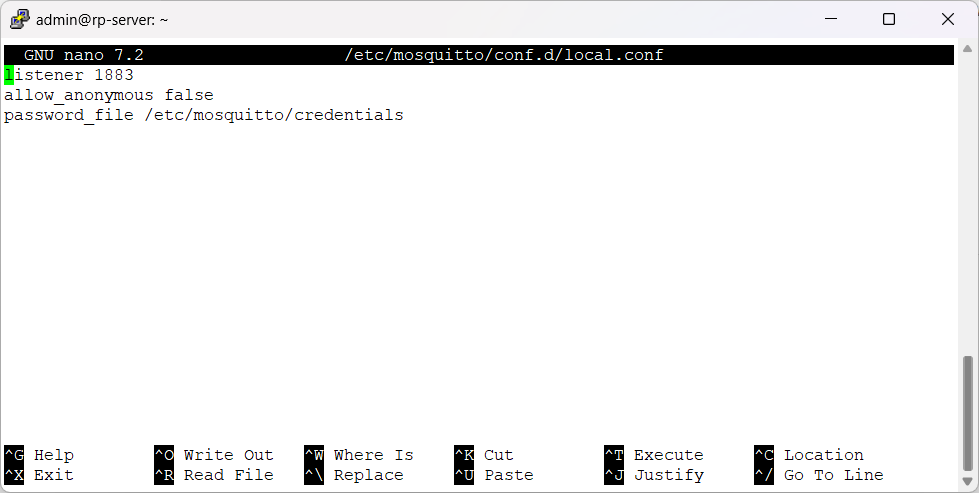 admin@rp-server: ~
GNU nano 7.2 /etc/mosquitto/conf.d/local.conf
listener 1883
allow_anonymous false
password_file /etc/mosquitto/credentials
^G Help ^O Write Out ^W Where Is ^K Cut ^T Execute ^C Location
^X Exit ^R Read File ^\ Replace ^U Paste ^J Justify ^/ Go To Line